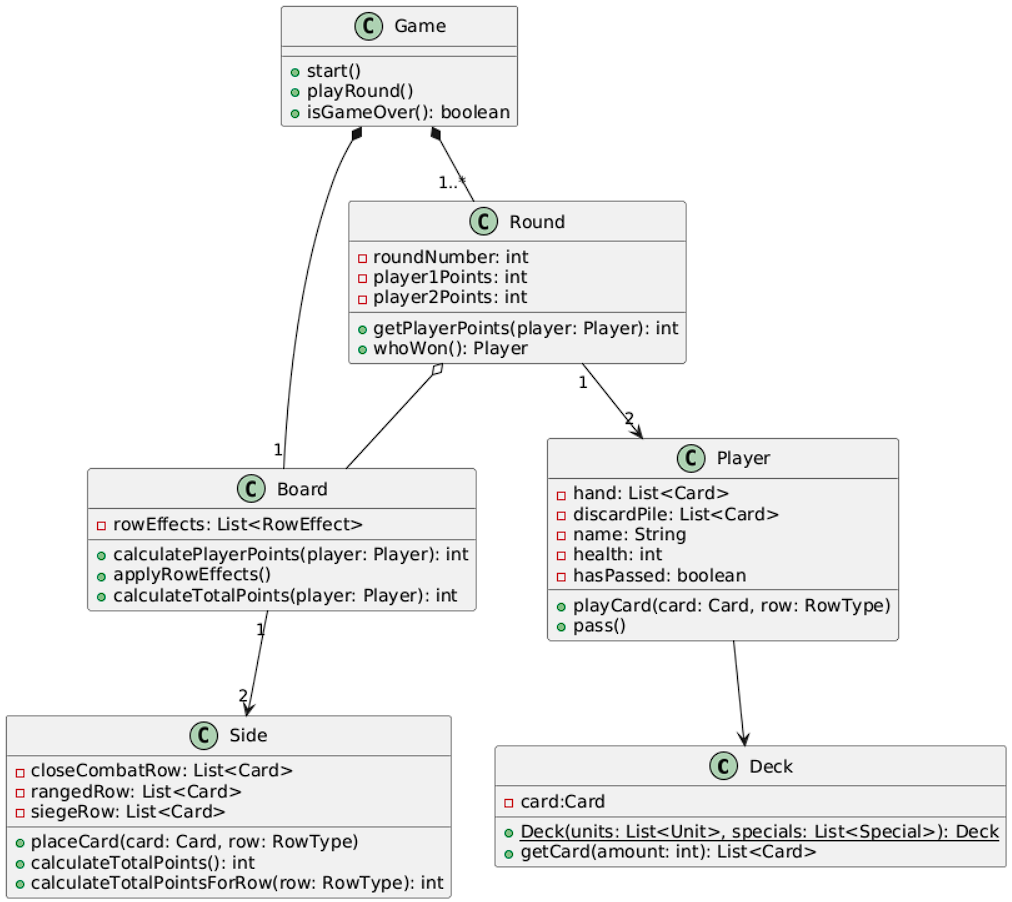 C Game
start()
playRound()
isGameOver(): boolean
1..*
C Round
roundNumber: int
player1Points: int
player2Points: int
getPlayerPoints(player: Player): int
whoWon(): Player
1
2
1
C Board
rowEffects: List<RowEffect>
calculatePlayerPoints(player: Player): int
applyRowEffects()
calculateTotalPoints(player: Player): int
C Player
hand: List<Card>
discardPile: List<Card>
name: String
health: int
hasPassed: boolean
playCard(card: Card, row: RowType)
pass()
1
2
C Side
closeCombatRow: List<Card>
rangedRow: List<Card>
siegeRow: List<Card>
placeCard(card: Card, row: RowType)
calculateTotalPoints(): int
calculateTotalPointsForRow(row: RowType): int
C Deck
card:Card
Deck(units: List<Unit>, specials: List<Special>): Deck
getCard(amount: int): List<Card>